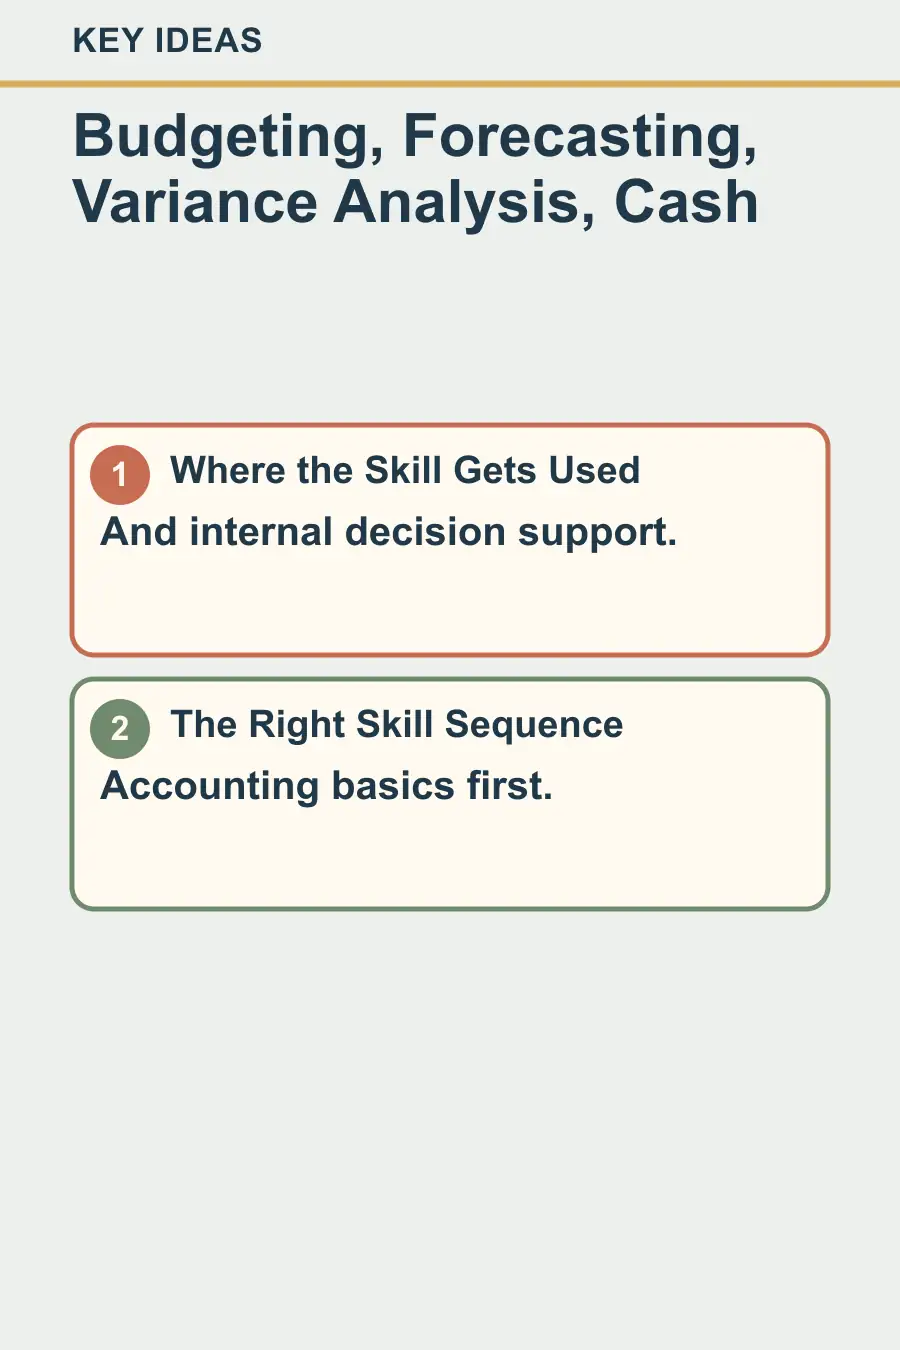 KEY IDEAS
Budgeting, Forecasting,
Variance Analysis, Cash
1 Where the Skill Gets Used
And internal decision support.
2 The Right Skill Sequence
Accounting basics first.